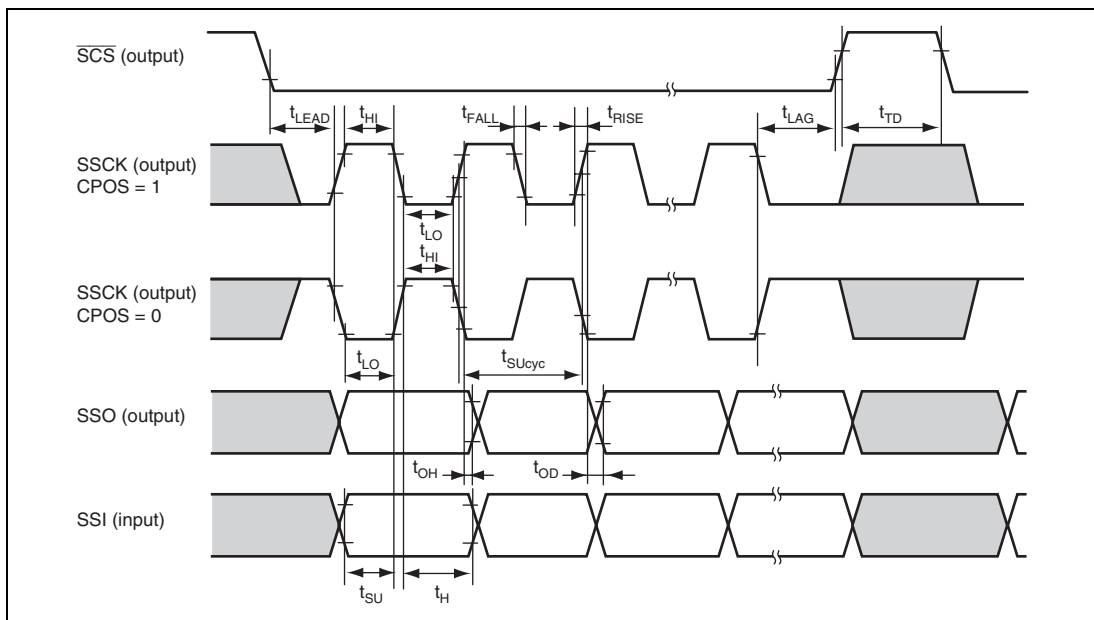 SCS (output)
tLEAD tHI tFALL tRISE tLAG tTD
SSCK (output)
CPOS = 1
tLO
tHI
SSCK (output)
CPOS = 0
tLO tSUcyc
SSO (output)
tOH tOD
SSI (input)
tSU tH